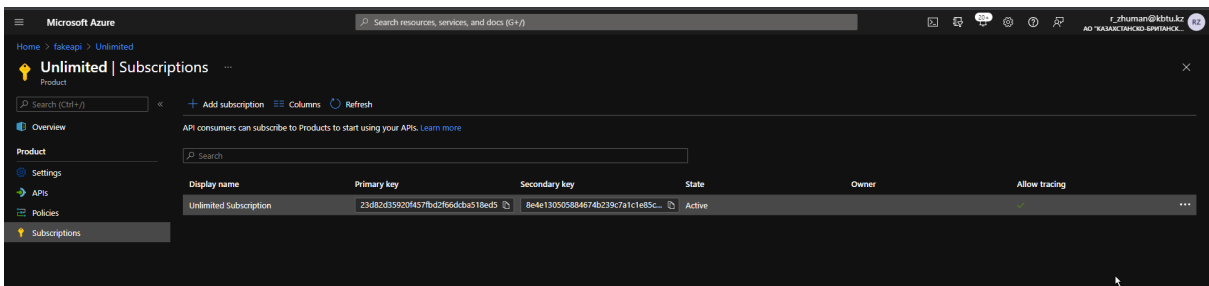 Microsoft Azure
Search resources, services, and docs (G+/)
20+
r_zhuman@kbtu.kz
АО "КАЗАХСТАНСКО-БРИТАНСК...
RZ
Home > fakeapi > Unlimited
Unlimited | Subscriptions ...
Product
Search (Ctrl+/) «
+ Add subscription Columns Refresh
Overview
API consumers can subscribe to Products to start using your APIs. Learn more
Product
Search
Settings
Display name Primary key Secondary key State Owner Allow tracing
APIs
Unlimited Subscription 23d82d35920f457fbd2f66dcba518ed5 8e4e130505884674b239c7a1c1e85c... Active ...
Policies
Subscriptions